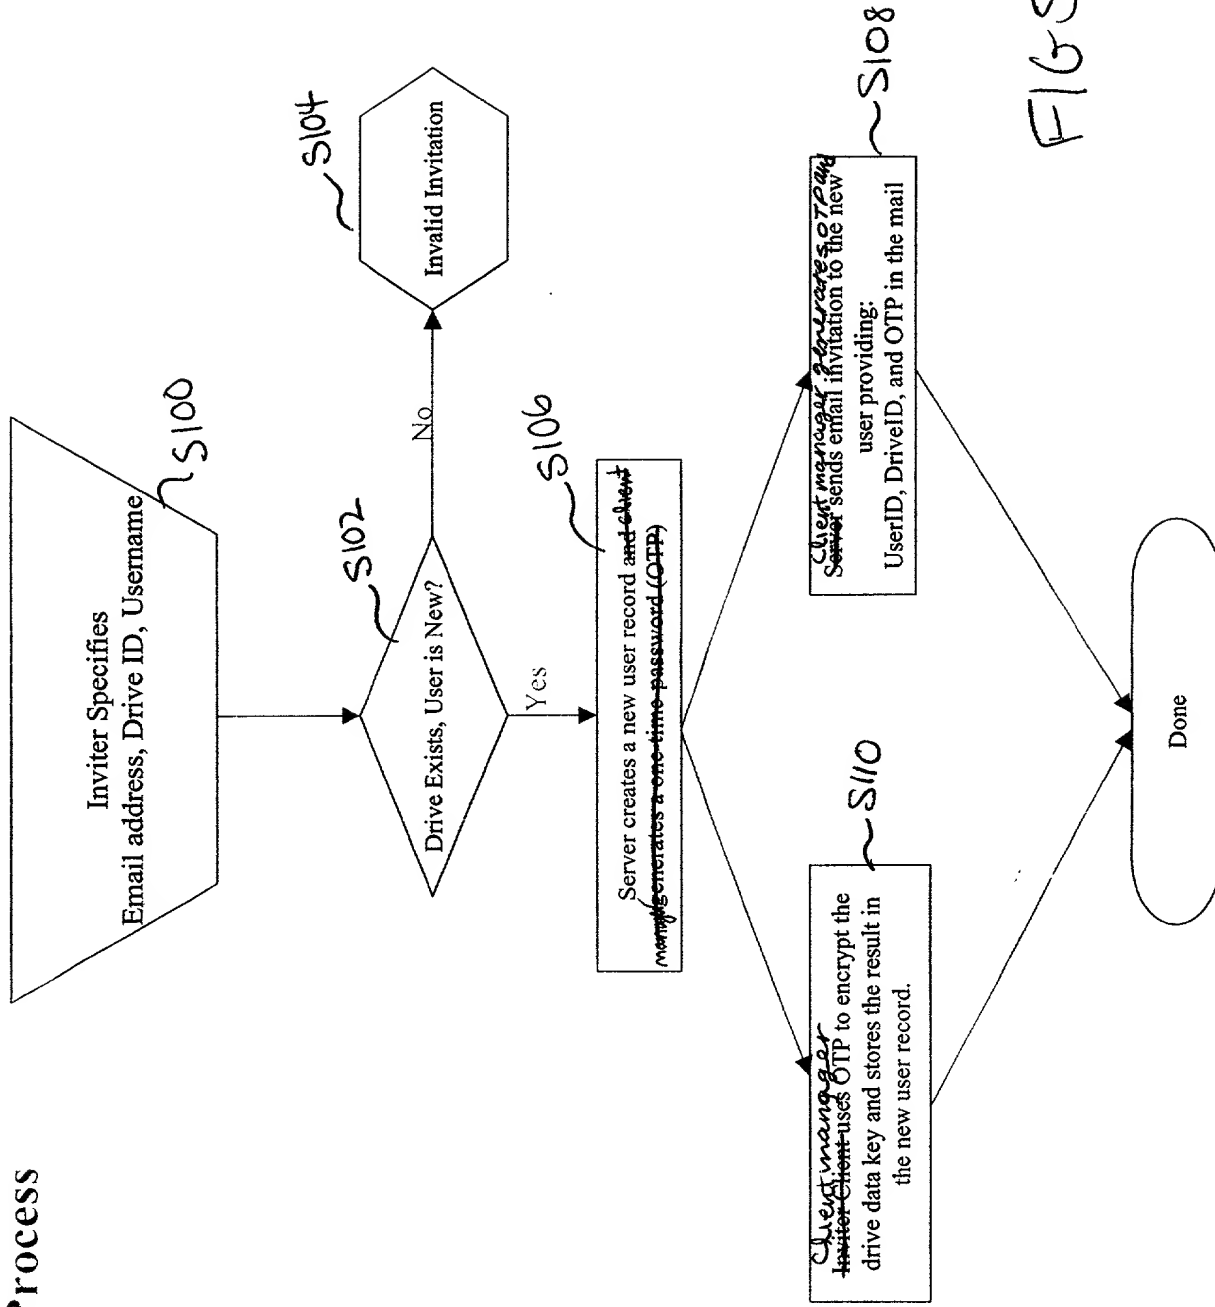 Process
Inviter Specifies
Email address, Drive ID, Username
S100
Drive Exists, User is New?
S102
No
Invalid Invitation
S104
Yes
S106
Server creates a new user record and client
generates a one-time-password (OTP)
Client manager
Inviter Client uses OTP to encrypt the
drive data key and stores the result in
the new user record.
S110
Client manager generates OTP and
Server sends email invitation to the new
user providing:
UserID, DriveID, and OTP in the mail
S108
Done
FIG